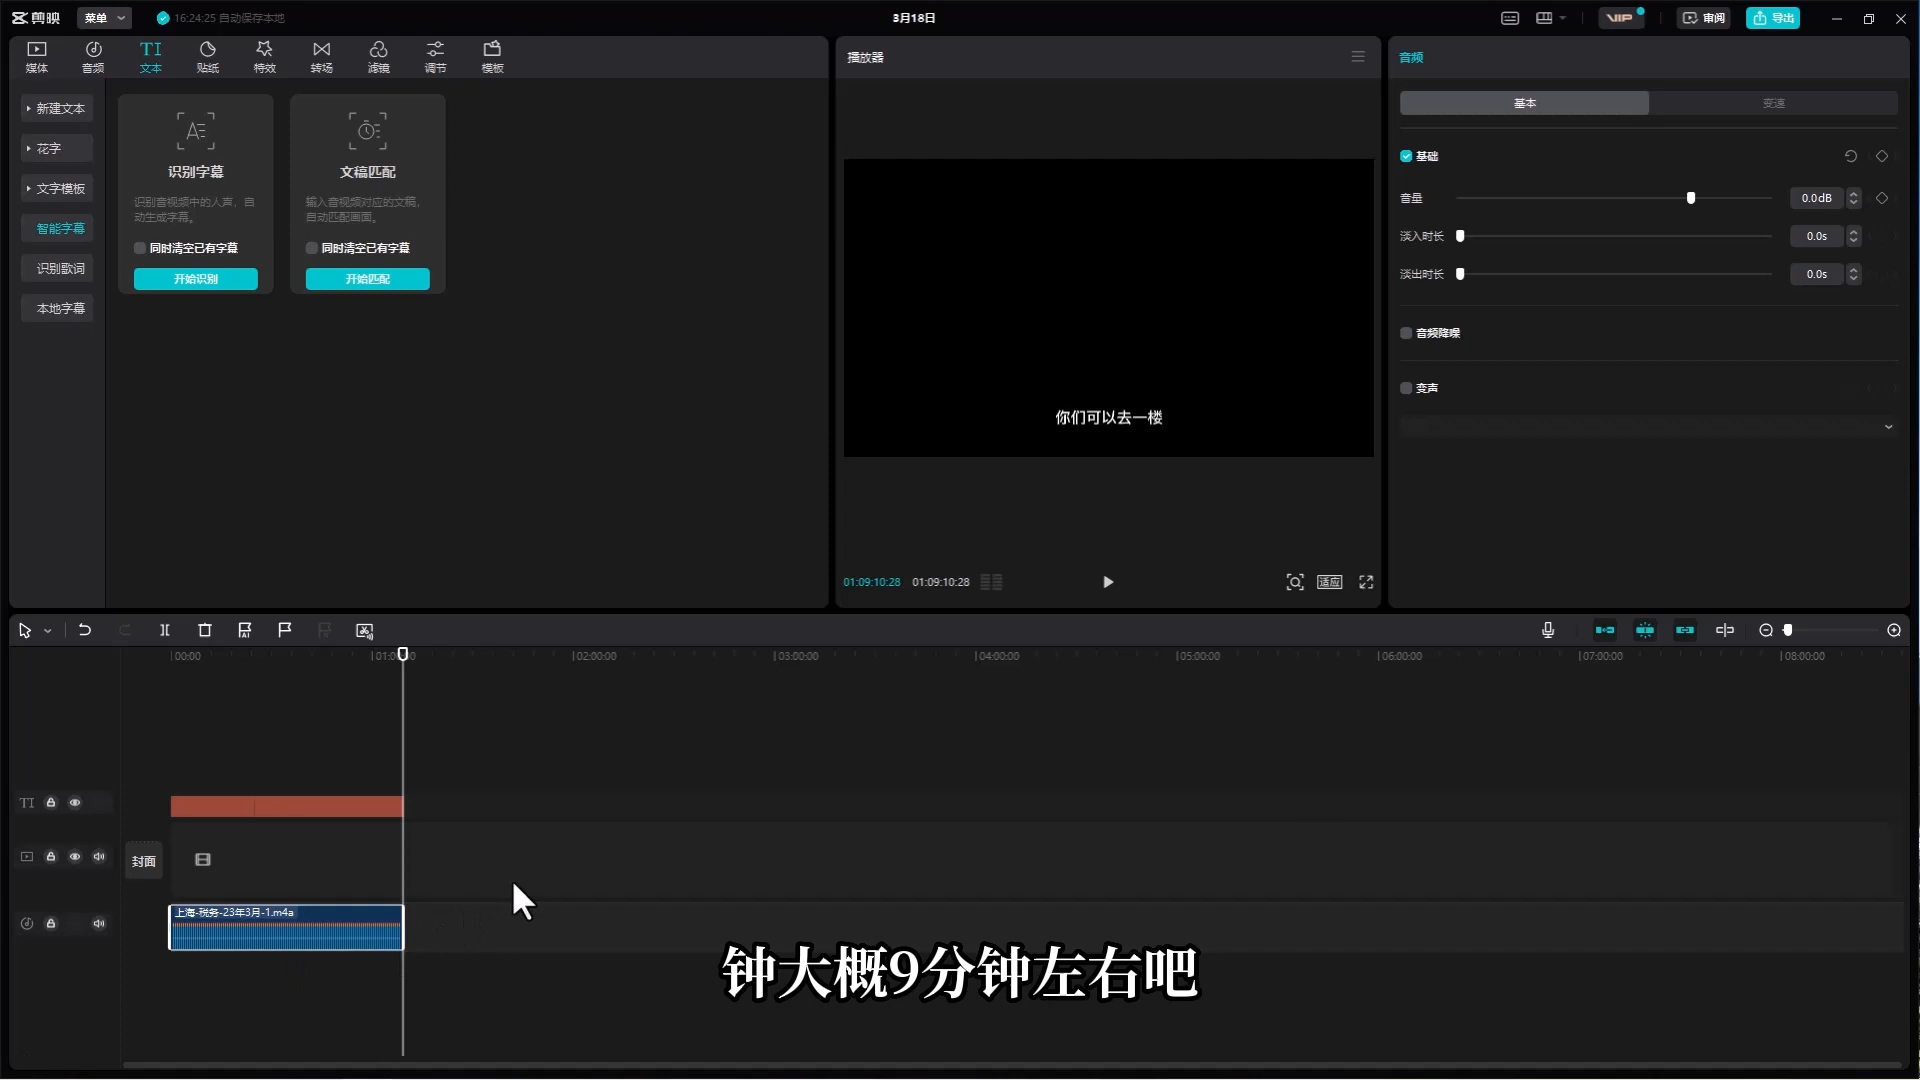 剪映
菜单
16:24:25 自动保存本地
3月18日
VIP
审阅
导出
媒体
音频
TI
文本
贴纸
特效
转场
滤镜
调节
模板
新建文本
花字
文字模板
智能字幕
识别歌词
本地字幕
识别字幕
识别音视频中的人声，自
动生成字幕。
同时清空已有字幕
开始识别
文稿匹配
输入音视频对应的文稿，
自动匹配画面。
同时清空已有字幕
开始匹配
播放器
你们可以去一楼
01:09:10:28
01:09:10:28
适应
音频
基本
变速
基础
音量
0.0dB
淡入时长
0.0s
淡出时长
0.0s
音频降噪
变声
00:00
02:00:00
03:00:00
04:00:00
05:00:00
06:00:00
07:00:00
08:00:00
TI
封面
上海-税务-23年3月-1.m4a
钟大概9分钟左右吧